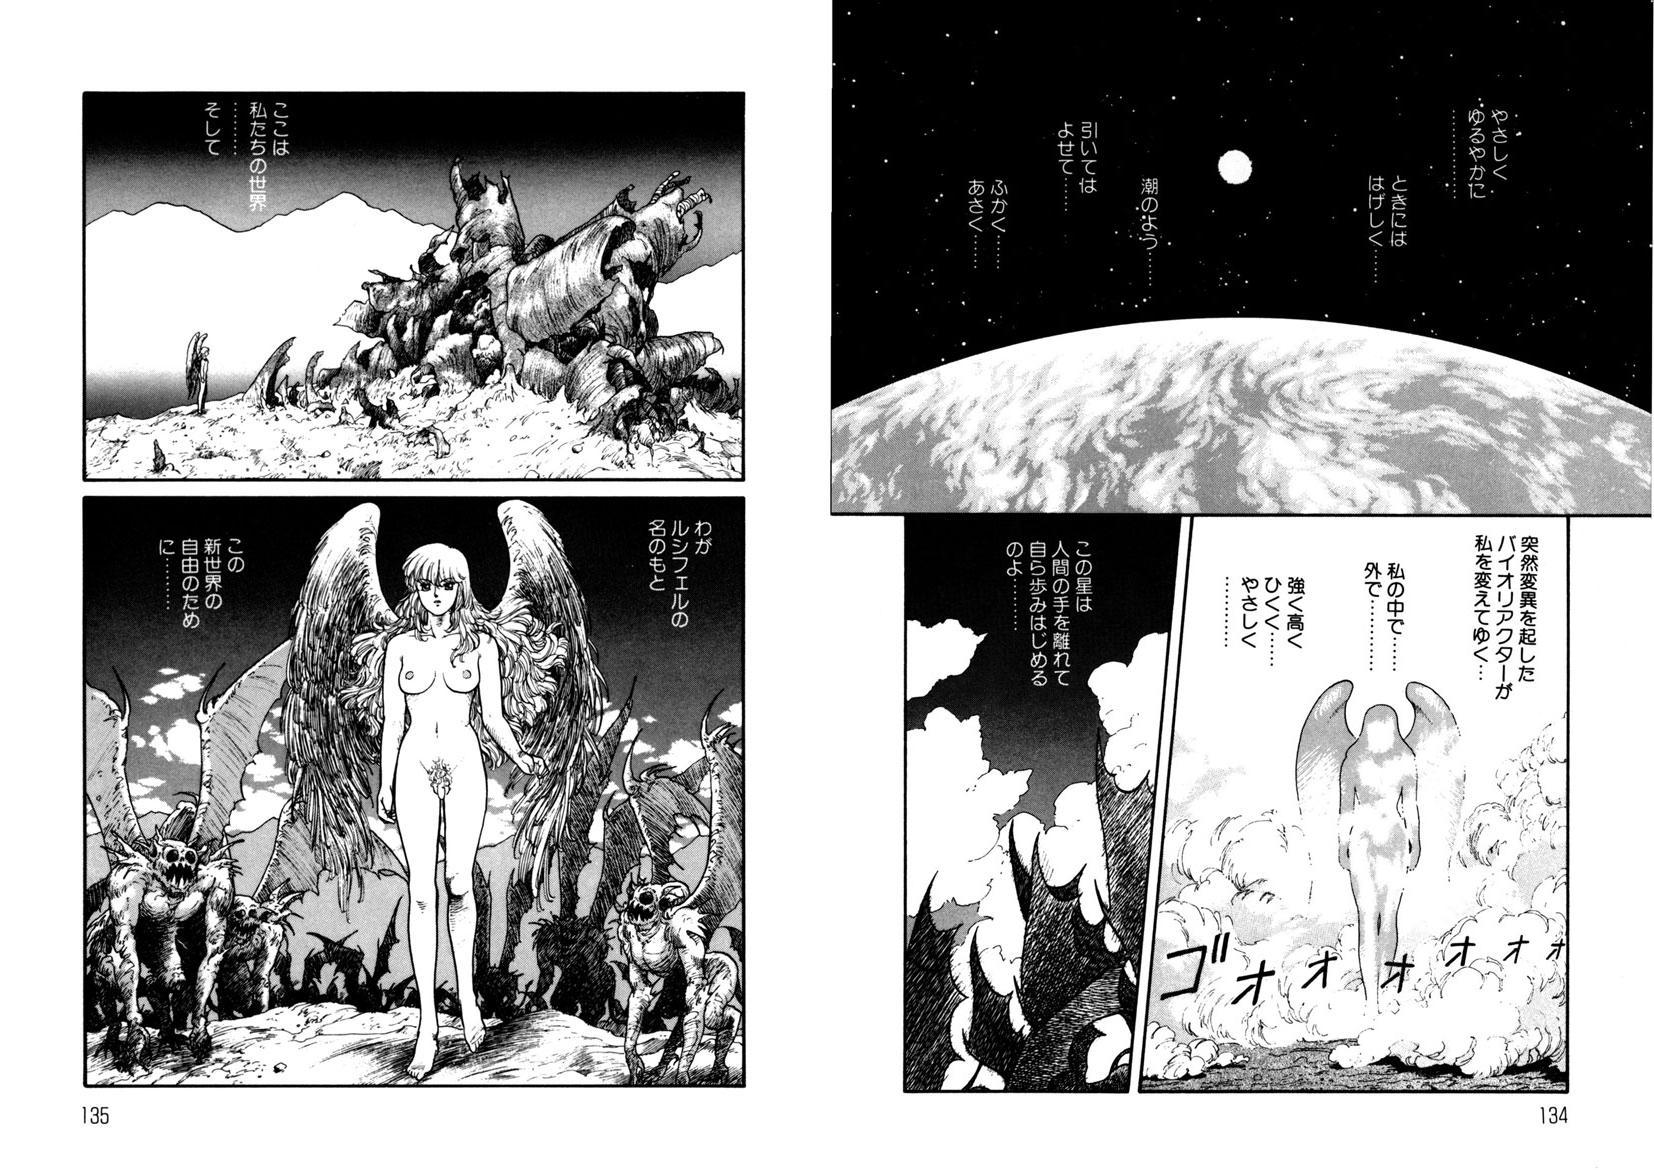 やさしく
ゆるやかに
…………
ときには
はげしく……
潮のよう……
引いては
よせて……
ふかく……
あさく……
突然変異を起した
バイオリアクターが
私を変えてゆく…
私の中で……
外で…………
強く高く
ひくく……
やさしく
…………
ゴオオオオオオ
この星は
人間の手を離れて
自ら歩みはじめる
のよ………
134
ここは
私たちの世界
………
そして
わが
ルシフェルの
名のもと
この
新世界の
自由のため
に…………
135